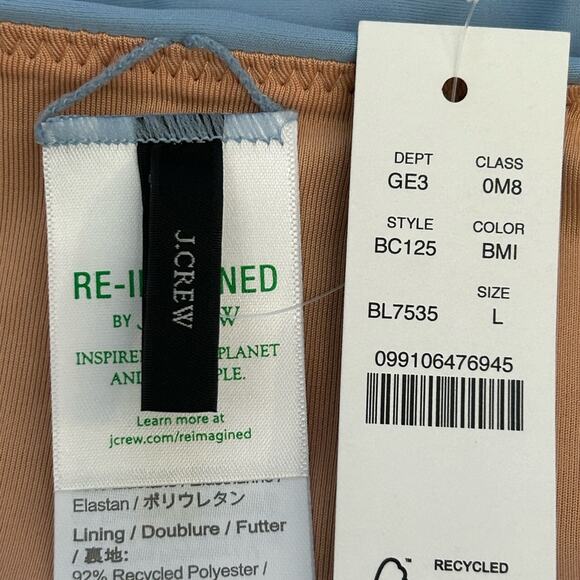 J.CREW
RE-I NED
BY J W
INSPIRE PLANET
AND PLE.
Learn more at
jcrew.com/reimagined
Elastan / ポリウレタン
Lining / Doublure / Futter
/ 裏地:
92% Recycled Polyester /
DEPT CLASS
GE3 0M8
STYLE COLOR
BC125 BMI
SIZE
BL7535 L
099106476945
RECYCLED